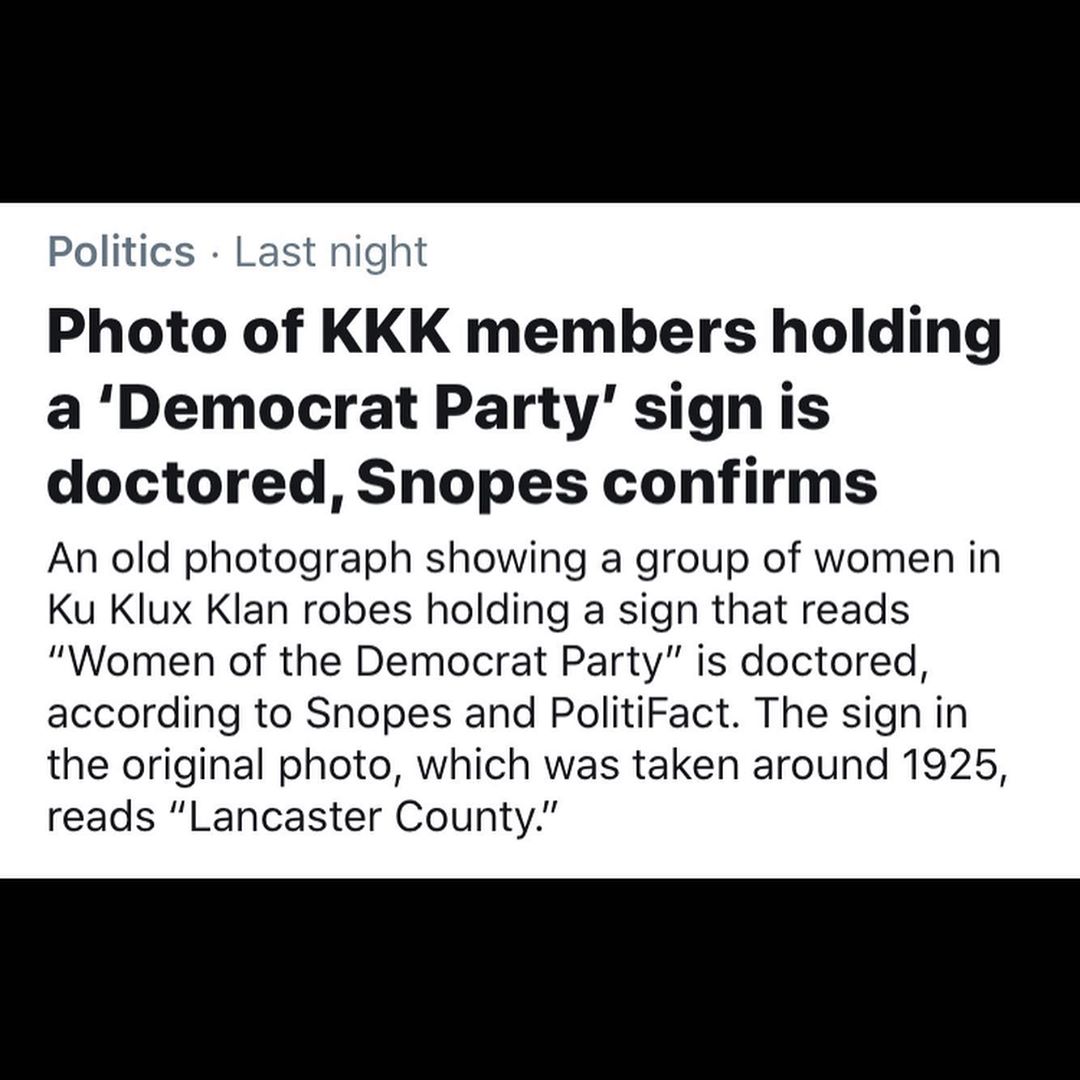 Politics · Last night
Photo of KKK members holding
a ‘Democrat Party’ sign is
doctored, Snopes confirms
An old photograph showing a group of women in
Ku Klux Klan robes holding a sign that reads
“Women of the Democrat Party” is doctored,
according to Snopes and PolitiFact. The sign in
the original photo, which was taken around 1925,
reads “Lancaster County.”